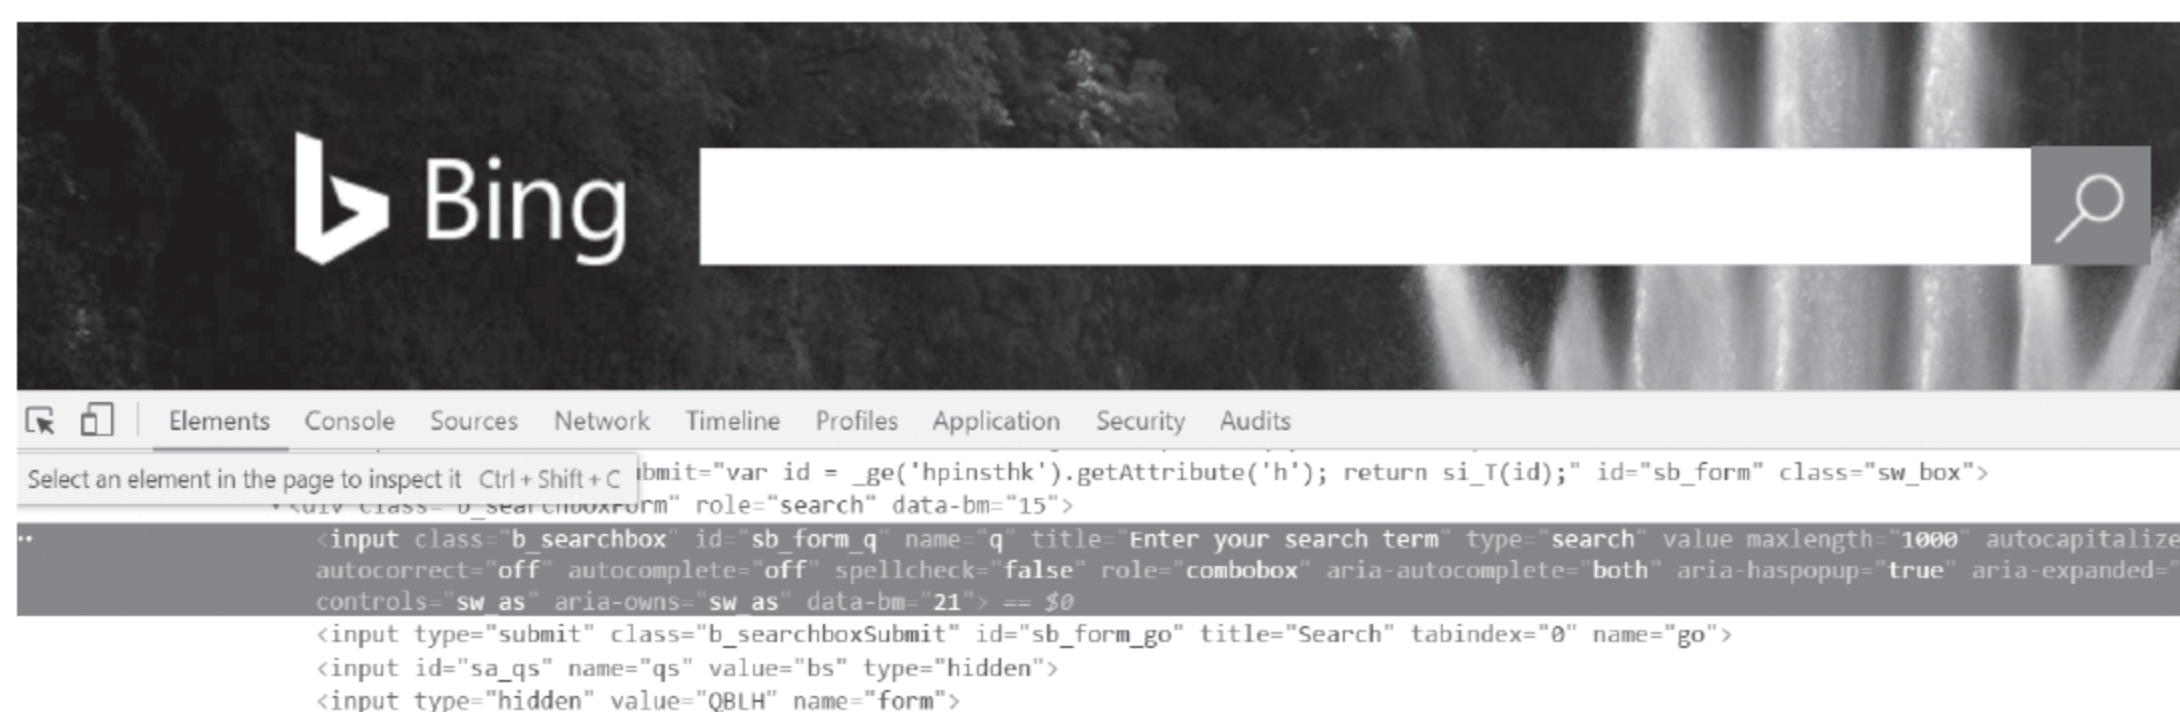 Bing
Elements Console Sources Network Timeline Profiles Application Security Audits
Select an element in the page to inspect it Ctrl + Shift + C
ubmit="var id = _ge('hpinsthk').getAttribute('h'); return si_T(id);" id="sb_form" class="sw_box">
<div class="b_searchboxForm" role="search" data-bm="15">
<input class="b_searchbox" id="sb_form_q" name="q" title="Enter your search term" type="search" value maxlength="1000" autocapitalize
autocorrect="off" autocomplete="off" spellcheck="false" role="combobox" aria-autocomplete="both" aria-haspopup="true" aria-expanded="
controls="sw_as" aria-owns="sw_as" data-bm="21"> == $0
<input type="submit" class="b_searchboxSubmit" id="sb_form_go" title="Search" tabindex="0" name="go">
<input id="sa_qs" name="qs" value="bs" type="hidden">
<input type="hidden" value="QBLH" name="form">